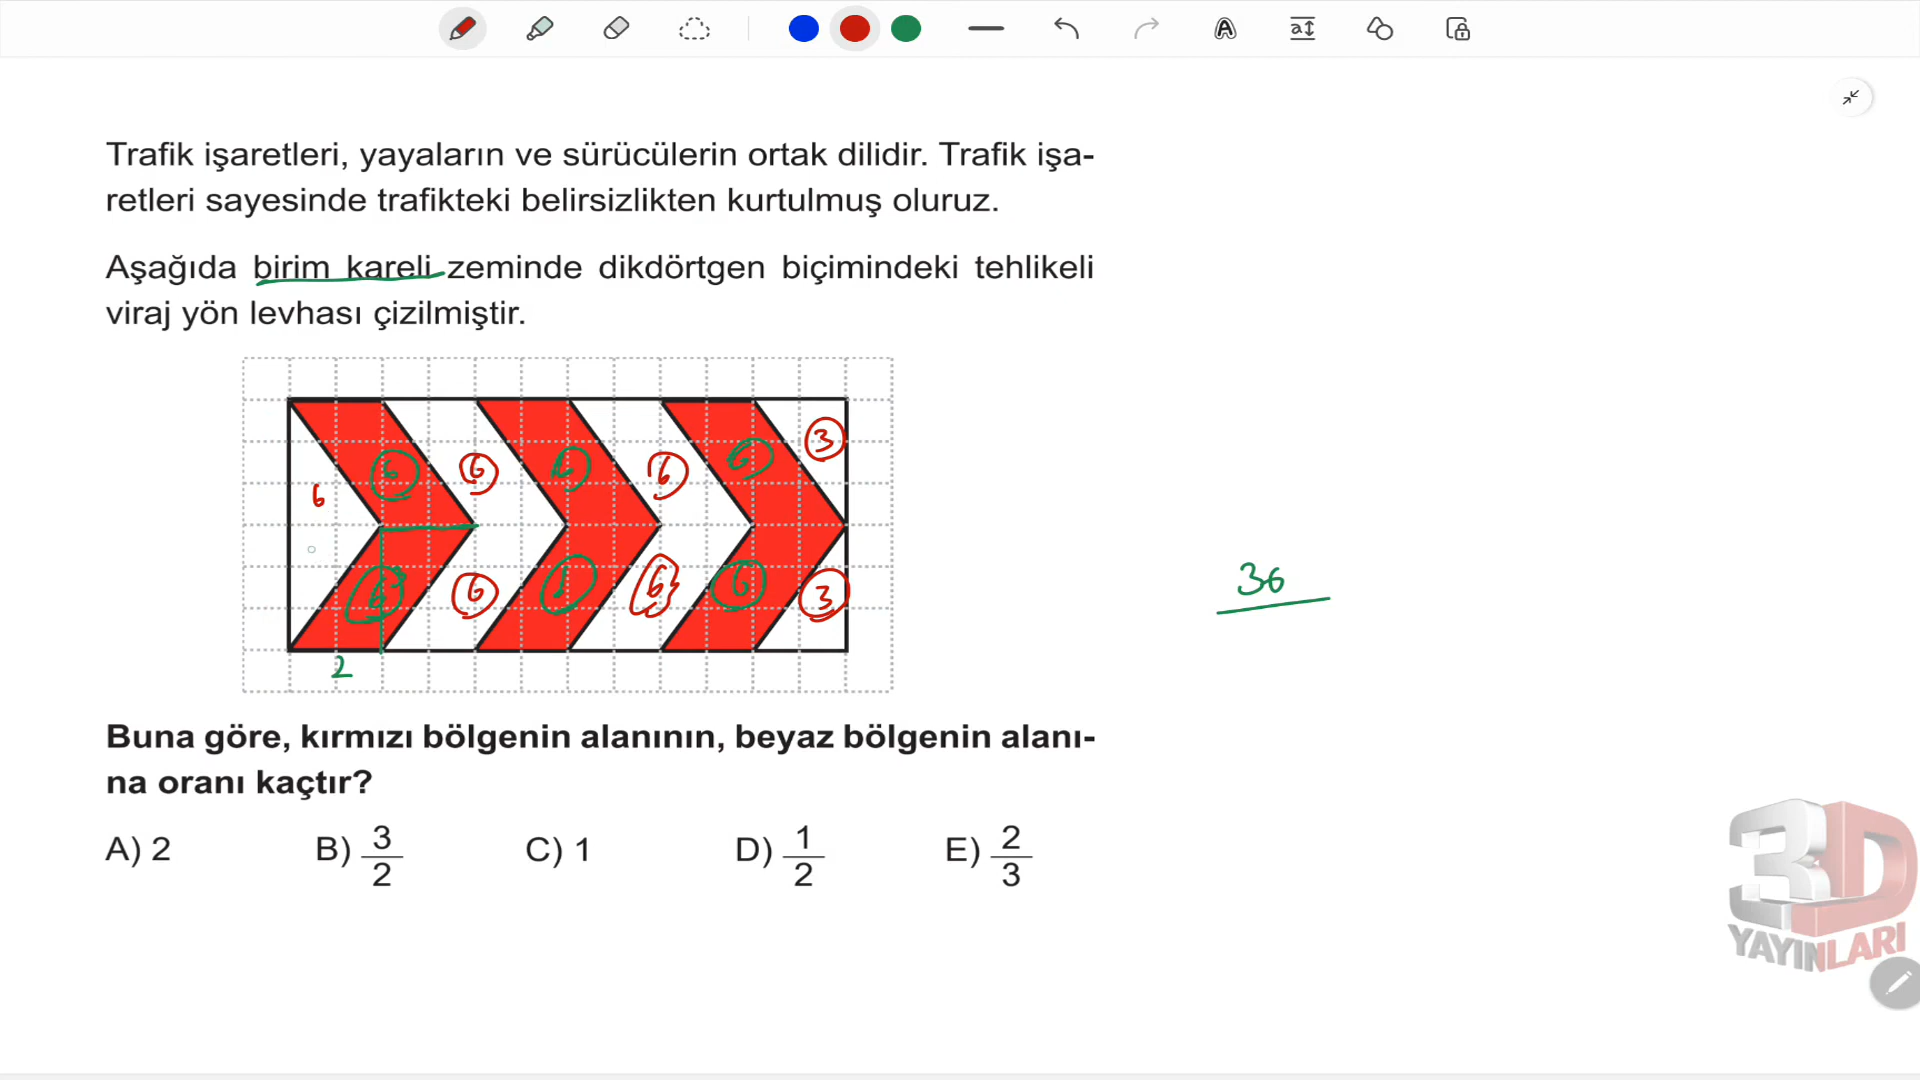 Trafik işaretleri, yayaların ve sürücülerin ortak dilidir. Trafik işa-
retleri sayesinde trafikteki belirsizlikten kurtulmuş oluruz.
Aşağıda birim kareli zeminde dikdörtgen biçimindeki tehlikeli
viraj yön levhası çizilmiştir.
3
6 6 6 6 6
6
6 6 6 6 6 6 3
2
36
Buna göre, kırmızı bölgenin alanının, beyaz bölgenin alanı-
na oranı kaçtır?
A) 2 B) 3/2 C) 1 D) 1/2 E) 2/3
3D
YAYINLARI